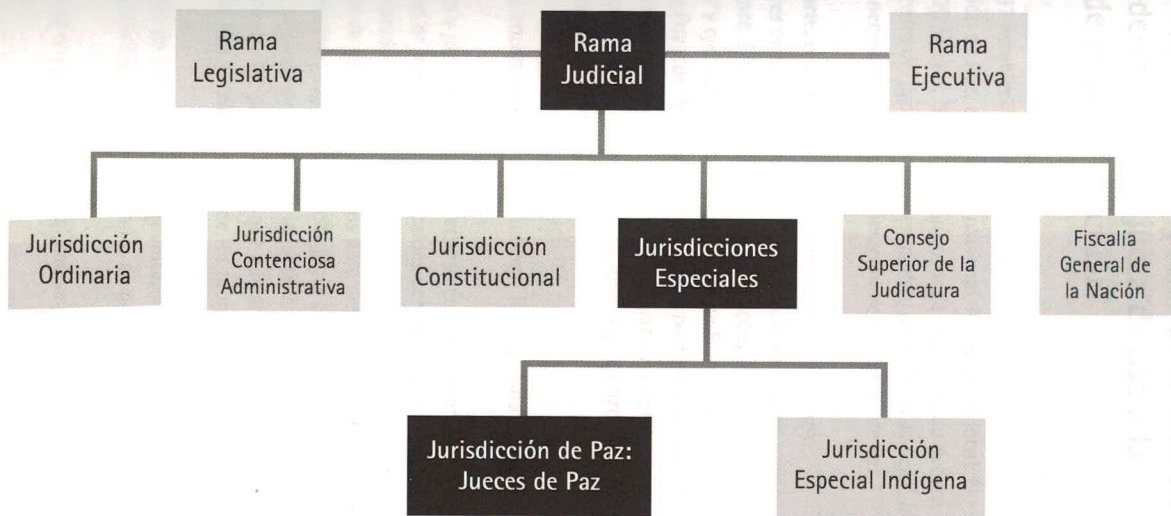 Rama
Legislativa
Rama
Judicial
Rama
Ejecutiva
Jurisdicción
Ordinaria
Jurisdicción
Contenciosa
Administrativa
Jurisdicción
Constitucional
Jurisdicciones
Especiales
Consejo
Superior de la
Judicatura
Fiscalía
General de
la Nación
Jurisdicción de Paz:
Jueces de Paz
Jurisdicción
Especial Indígena